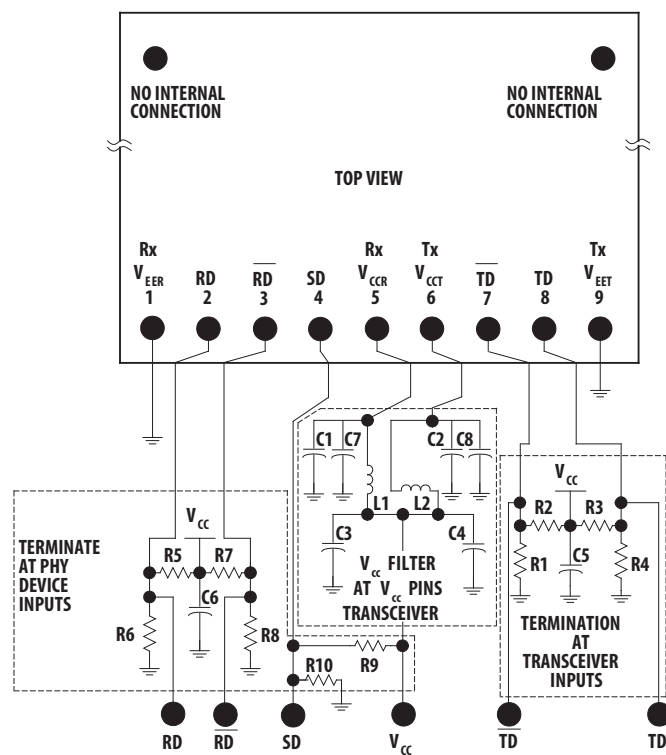 NO INTERNAL
CONNECTION
NO INTERNAL
CONNECTION
TOP VIEW
Rx
VEER
1
RD
2
RD
3
SD
4
Rx
VCCR
5
Tx
VCCT
6
TD
7
TD
8
Tx
VEET
9
C1
C7
C2
C8
L1
L2
C3
C4
VCC FILTER
AT VCC PINS
TRANSCEIVER
TERMINATE
AT PHY
DEVICE
INPUTS
VCC
R5
R7
C6
R6
R8
R9
R10
VCC
R2
R3
R1
C5
R4
TERMINATION
AT
TRANSCEIVER
INPUTS
RD
RD
SD
VCC
TD
TD